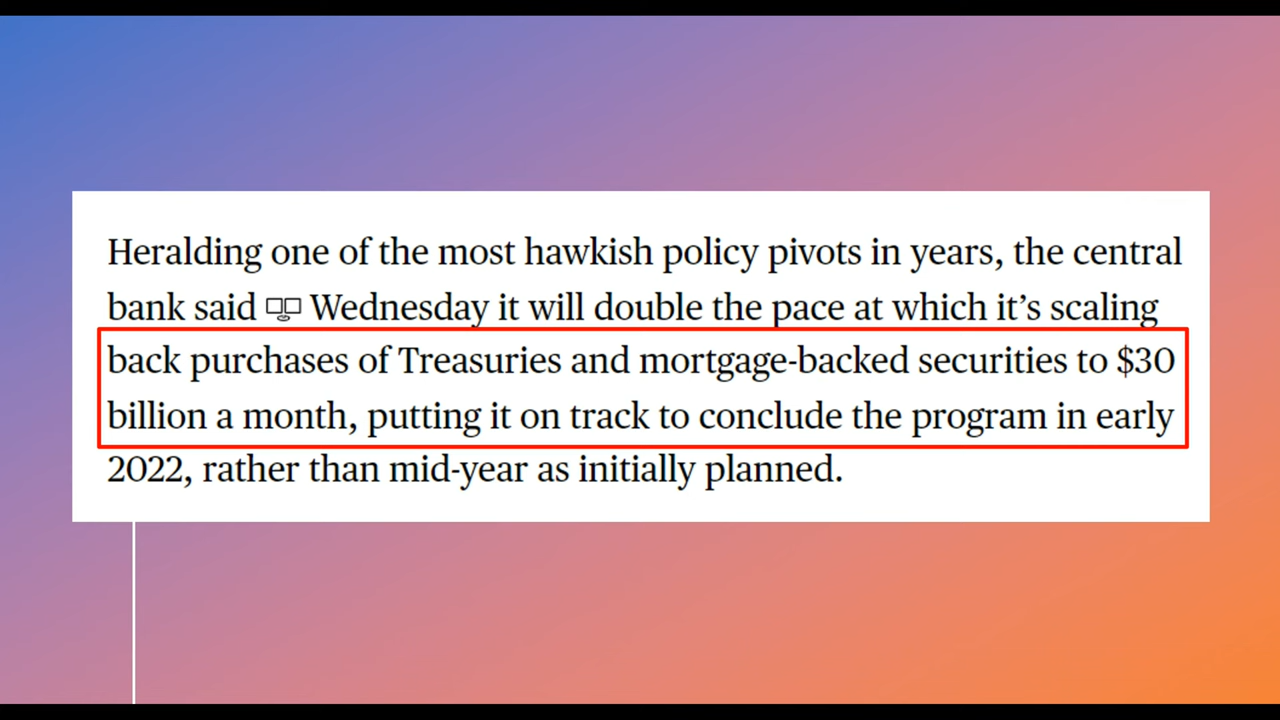 Heralding one of the most hawkish policy pivots in years, the central
bank said Wednesday it will double the pace at which it’s scaling
back purchases of Treasuries and mortgage-backed securities to $30
billion a month, putting it on track to conclude the program in early
2022, rather than mid-year as initially planned.